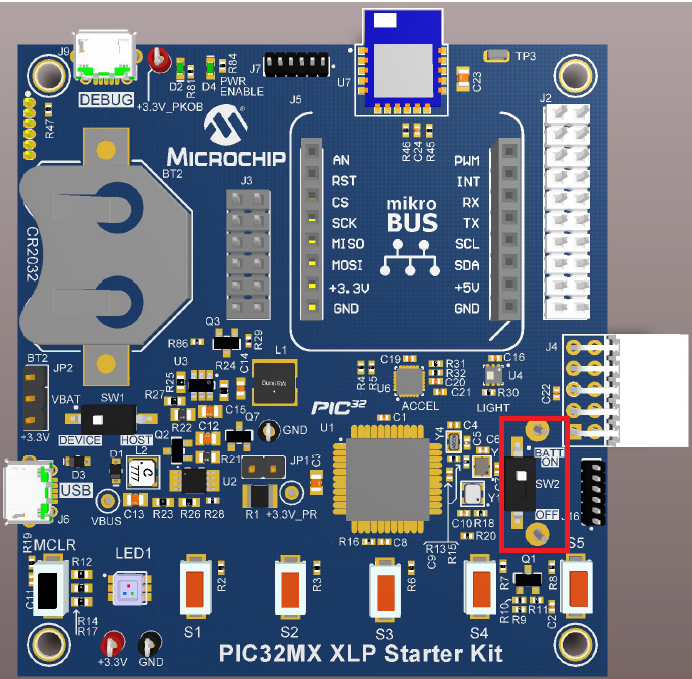 J9
DEBUG
+3.3V_PKOB
D2
R81
D4
R84
PWR
ENABLE
J7
U7
C23
TP3
R47
MICROCHIP
J5
R46
C24
R45
J2
BT2
CR2032
J3
AN
RST
CS
SCK
MISO
MOSI
+3.3V
GND
mikro
BUS
PWM
INT
RX
TX
SCL
SDA
+5V
GND
Q3
R86
R24
C14
R29
L1
U3
R25
R27
R22
C15
C12
Q7
GND
BT2
JP2
VBAT
+3.3V
SW1
DEVICE
HOST
Q2
R21
C19
R31
R32
C20
C21
R4
R5
U6
ACCEL
C16
U4
R30
LIGHT
J4
C22
PIC32
U1
C1
D3
D1
L2
USB
J6
VBUS
C13
R23
R26
R28
U2
R1
JP1
+3.3V_PR
C3
C4
Y4
C5
C6
Y1
C10
R18
R20
R16
C8
C9
R13
R15
BATT
ON
SW2
OFF
J16
R19
MCLR
C11
R12
R14
R17
LED1
+3.3V
GND
R2
S1
R3
S2
R6
S3
R7
S4
Q1
R8
R10
R9
R11
C2
S5
PIC32MX XLP Starter Kit